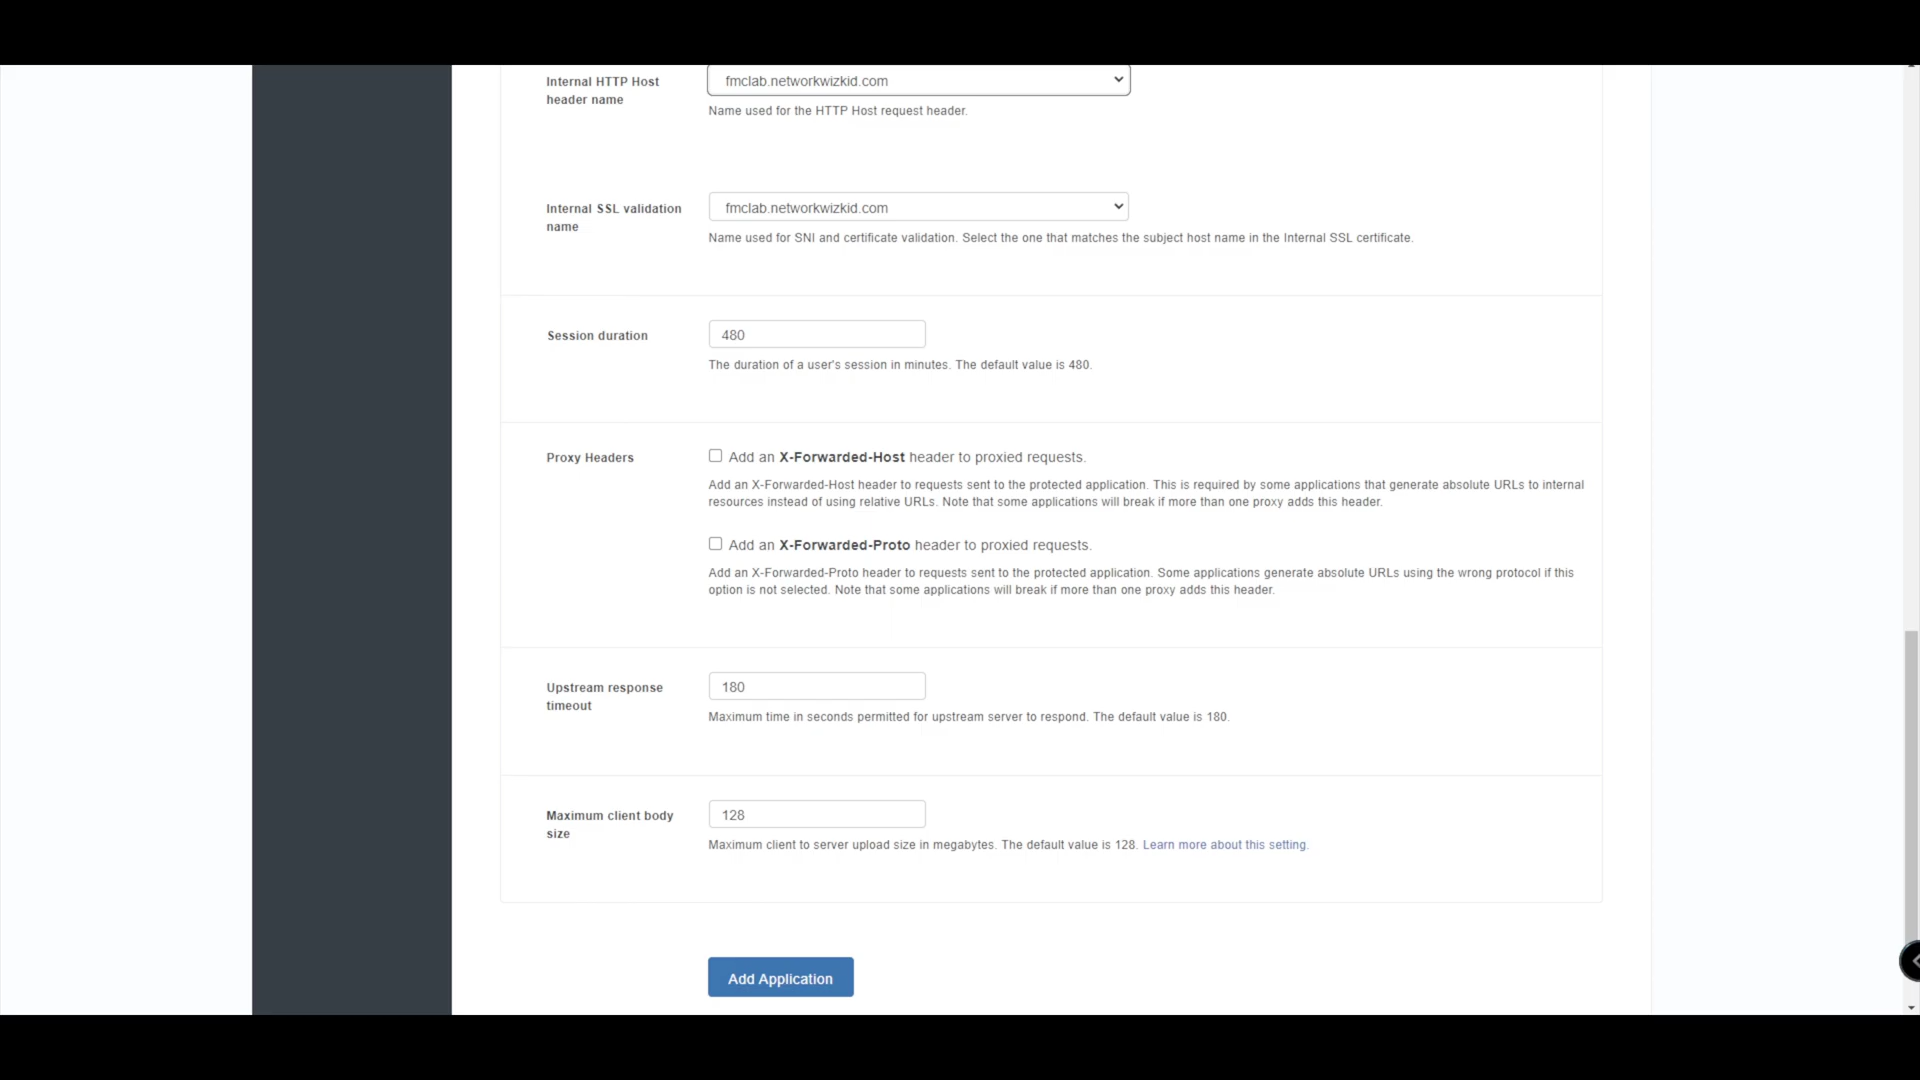 Internal HTTP Host
header name
fmclab.networkwizkid.com
Name used for the HTTP Host request header.
Internal SSL validation
name
fmclab.networkwizkid.com
Name used for SNI and certificate validation. Select the one that matches the subject host name in the Internal SSL certificate.
Session duration
480
The duration of a user's session in minutes. The default value is 480.
Proxy Headers
Add an X-Forwarded-Host header to proxied requests.
Add an X-Forwarded-Host header to requests sent to the protected application. This is required by some applications that generate absolute URLs to internal
resources instead of using relative URLs. Note that some applications will break if more than one proxy adds this header.
Add an X-Forwarded-Proto header to proxied requests.
Add an X-Forwarded-Proto header to requests sent to the protected application. Some applications generate absolute URLs using the wrong protocol if this
option is not selected. Note that some applications will break if more than one proxy adds this header.
Upstream response
timeout
180
Maximum time in seconds permitted for upstream server to respond. The default value is 180.
Maximum client body
size
128
Maximum client to server upload size in megabytes. The default value is 128. Learn more about this setting.
Add Application